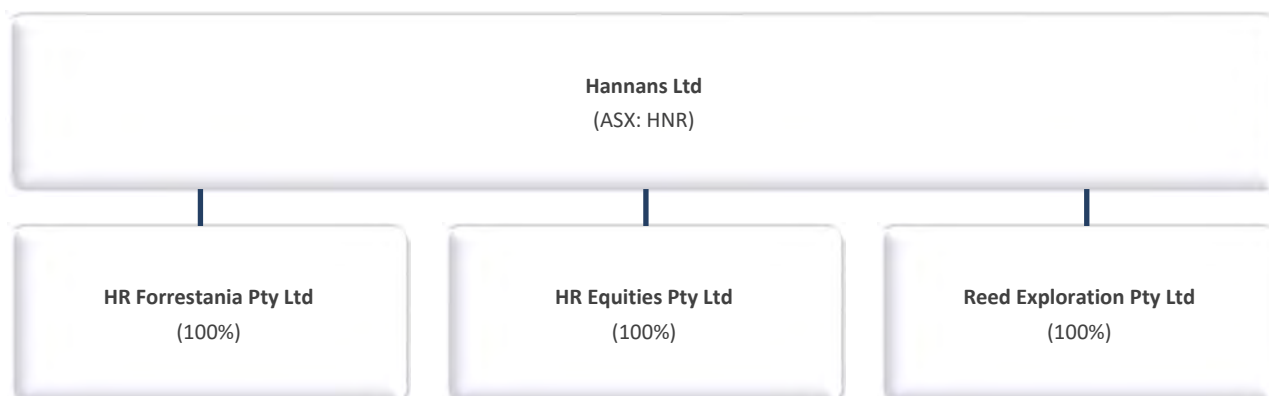 Hannans Ltd
(ASX: HNR)
HR Forrestania Pty Ltd
(100%)
HR Equities Pty Ltd
(100%)
Reed Exploration Pty Ltd
(100%)